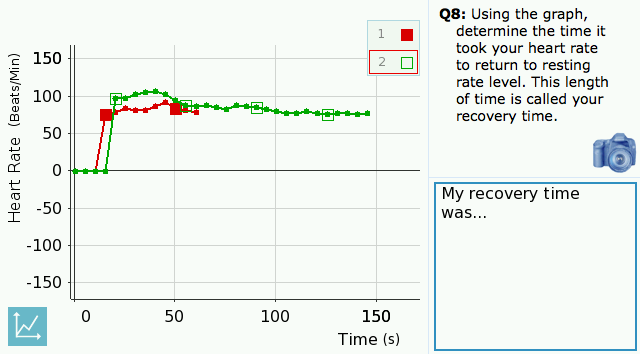 1
2
150
100
50
0
-50
-100
-150
Heart Rate (Beats/Min)
0 50 100 150
Time (s)
Q8: Using the graph,
determine the time it
took your heart rate
to return to resting
rate level. This length
of time is called your
recovery time.
My recovery time
was...